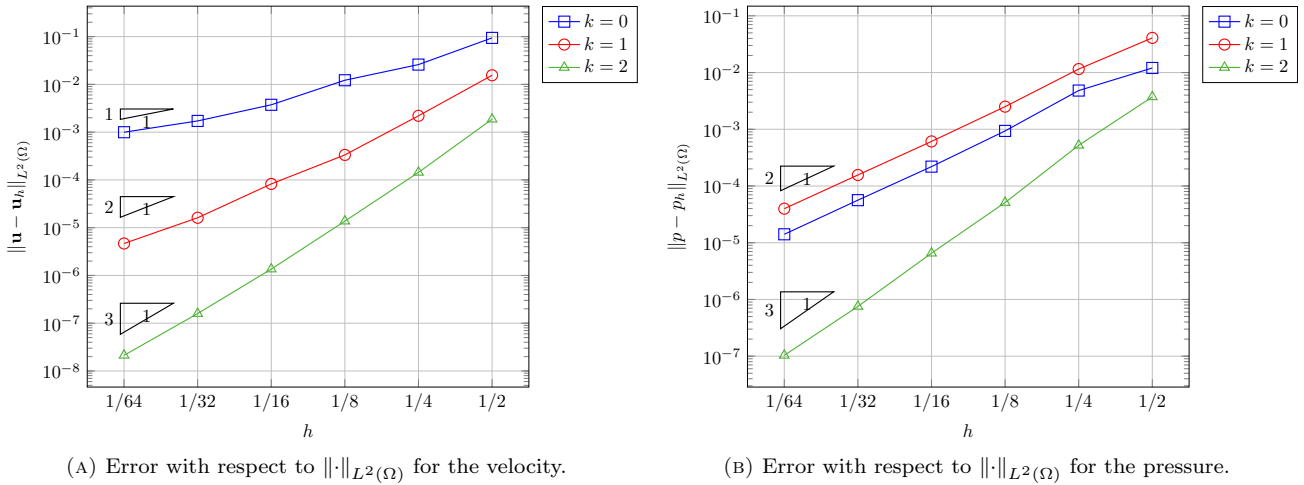 10⁻¹
10⁻²
10⁻³
10⁻⁴
10⁻⁵
10⁻⁶
10⁻⁷
10⁻⁸
‖u − u_h‖_{L²(Ω)}
1
1
2
1
3
1
1/64 1/32 1/16 1/8 1/4 1/2
h
k = 0
k = 1
k = 2
(A) Error with respect to ‖·‖_{L²(Ω)} for the velocity.
10⁻¹
10⁻²
10⁻³
10⁻⁴
10⁻⁵
10⁻⁶
10⁻⁷
‖p − p_h‖_{L²(Ω)}
2
1
3
1
1/64 1/32 1/16 1/8 1/4 1/2
h
k = 0
k = 1
k = 2
(B) Error with respect to ‖·‖_{L²(Ω)} for the pressure.